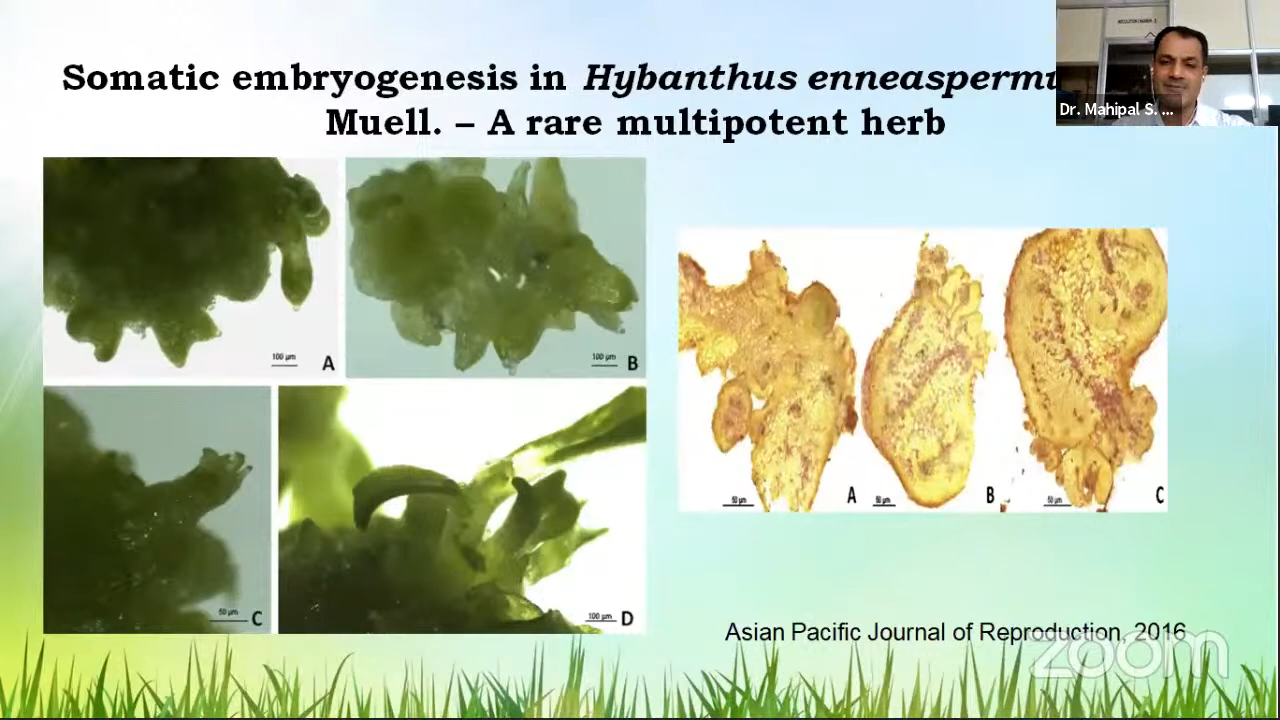 Somatic embryogenesis in Hybanthus enneasperm
Muell. – A rare multipotent herb
Dr. Mahipal S. ...
100 µm A
100 µm B
50 µm C
100 µm D
50 µm A
50 µm B
50 µm C
Asian Pacific Journal of Reproduction, 2016
zoom